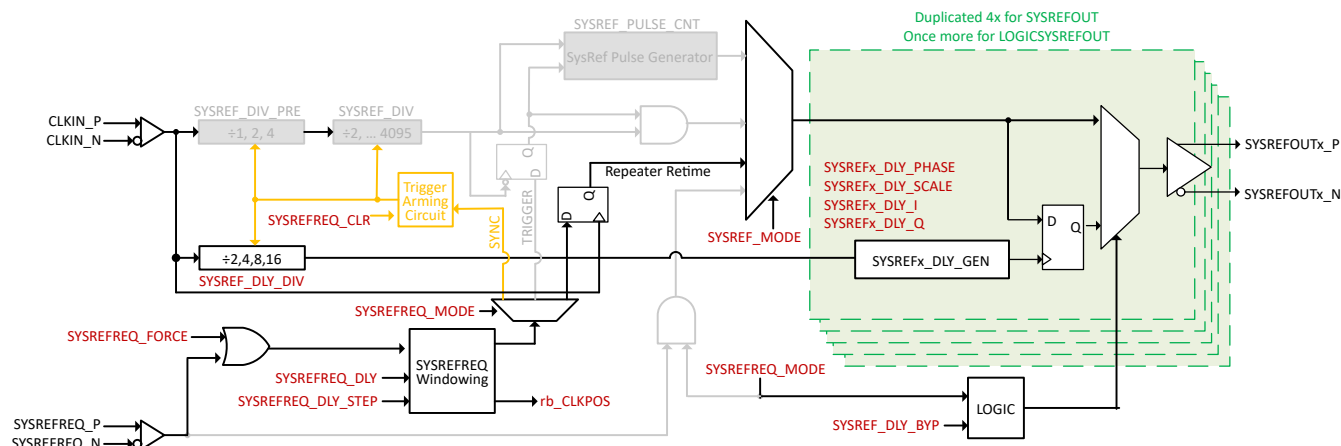 Duplicated 4x for SYSREFOUT
Once more for LOGICSYSREFOUT
SYSREF_PULSE_CNT
SysRef Pulse Generator
SYSREF_DIV_PRE
÷1, 2, 4
SYSREF_DIV
÷2, ... 4095
CLKIN_P
CLKIN_N
Q
D
TRIGGER
Trigger
Arming
Circuit
SYSREFREQ_CLR
SYNC
Repeater Retime
D
Q
SYSREF_MODE
SYSREFx_DLY_PHASE
SYSREFx_DLY_SCALE
SYSREFx_DLY_I
SYSREFx_DLY_Q
SYSREFx_DLY_GEN
D
Q
SYSREFOUTx_P
SYSREFOUTx_N
÷2,4,8,16
SYSREF_DLY_DIV
SYSREFREQ_MODE
SYSREFREQ_FORCE
SYSREFREQ
Windowing
SYSREFREQ_DLY
SYSREFREQ_DLY_STEP
rb_CLKPOS
SYSREFREQ_MODE
LOGIC
SYSREF_DLY_BYP
SYSREFREQ_P
SYSREFREQ_N